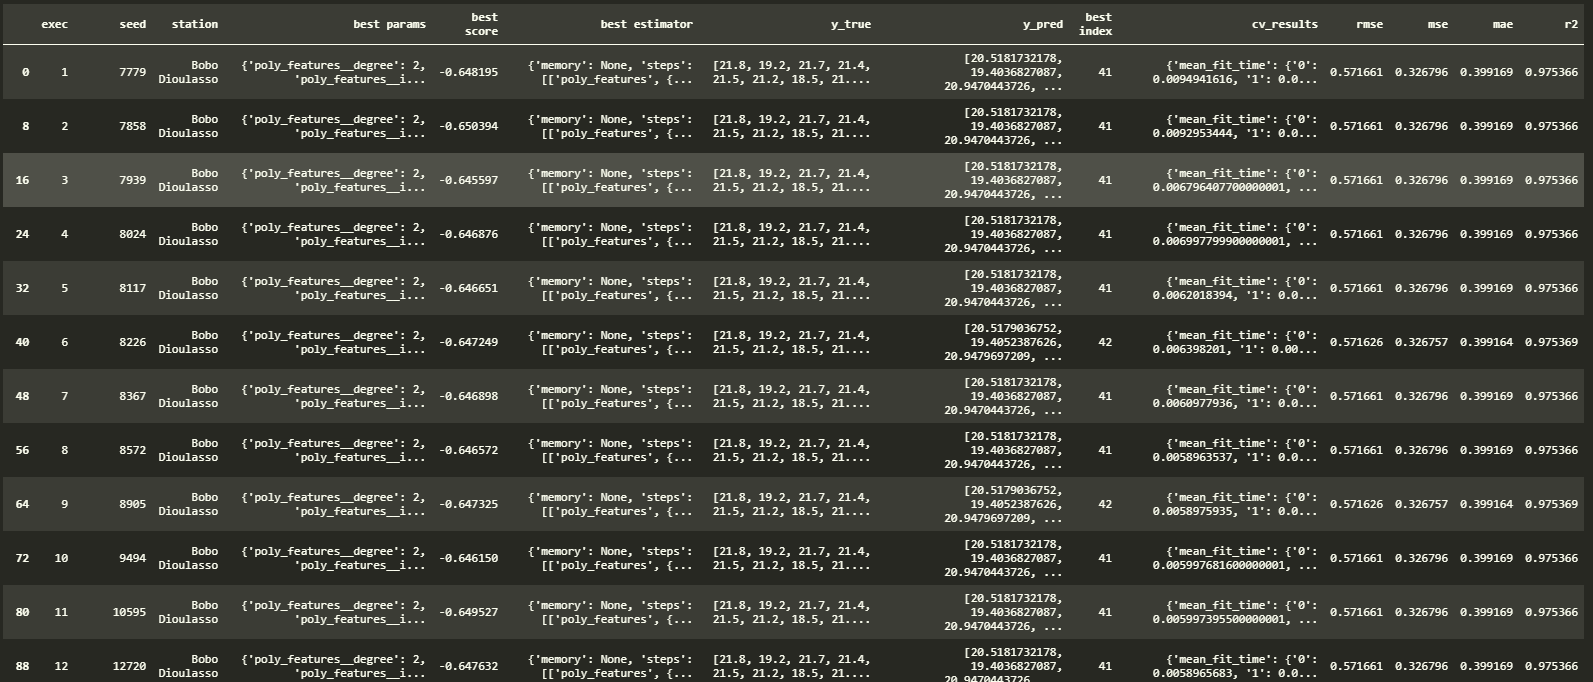 exec seed station best params best score best estimator y_true y_pred best index cv_results rmse mse mae r2
0 1 7779 Bobo Dioulasso {'poly_features__degree': 2, 'poly_features__i... -0.648195 {'memory': None, 'steps': [['poly_features', {... [21.8, 19.2, 21.7, 21.4, 21.5, 21.2, 18.5, 21.... [20.5181732178, 19.4036827087, 20.9470443726, ... 41 {'mean_fit_time': {'0': 0.0094941616, '1': 0.0... 0.571661 0.326796 0.399169 0.975366
8 2 7858 Bobo Dioulasso {'poly_features__degree': 2, 'poly_features__i... -0.650394 {'memory': None, 'steps': [['poly_features', {... [21.8, 19.2, 21.7, 21.4, 21.5, 21.2, 18.5, 21.... [20.5181732178, 19.4036827087, 20.9470443726, ... 41 {'mean_fit_time': {'0': 0.0092953444, '1': 0.0... 0.571661 0.326796 0.399169 0.975366
16 3 7939 Bobo Dioulasso {'poly_features__degree': 2, 'poly_features__i... -0.645597 {'memory': None, 'steps': [['poly_features', {... [21.8, 19.2, 21.7, 21.4, 21.5, 21.2, 18.5, 21.... [20.5181732178, 19.4036827087, 20.9470443726, ... 41 {'mean_fit_time': {'0': 0.006796407700000001, ... 0.571661 0.326796 0.399169 0.975366
24 4 8024 Bobo Dioulasso {'poly_features__degree': 2, 'poly_features__i... -0.646876 {'memory': None, 'steps': [['poly_features', {... [21.8, 19.2, 21.7, 21.4, 21.5, 21.2, 18.5, 21.... [20.5181732178, 19.4036827087, 20.9470443726, ... 41 {'mean_fit_time': {'0': 0.006997799900000001, ... 0.571661 0.326796 0.399169 0.975366
32 5 8117 Bobo Dioulasso {'poly_features__degree': 2, 'poly_features__i... -0.646651 {'memory': None, 'steps': [['poly_features', {... [21.8, 19.2, 21.7, 21.4, 21.5, 21.2, 18.5, 21.... [20.5181732178, 19.4036827087, 20.9470443726, ... 41 {'mean_fit_time': {'0': 0.0062018394, '1': 0.0... 0.571661 0.326796 0.399169 0.975366
40 6 8226 Bobo Dioulasso {'poly_features__degree': 2, 'poly_features__i... -0.647249 {'memory': None, 'steps': [['poly_features', {... [21.8, 19.2, 21.7, 21.4, 21.5, 21.2, 18.5, 21.... [20.5179036752, 19.4052387626, 20.9479697209, ... 42 {'mean_fit_time': {'0': 0.006398201, '1': 0.00... 0.571626 0.326757 0.399164 0.975369
48 7 8367 Bobo Dioulasso {'poly_features__degree': 2, 'poly_features__i... -0.646898 {'memory': None, 'steps': [['poly_features', {... [21.8, 19.2, 21.7, 21.4, 21.5, 21.2, 18.5, 21.... [20.5181732178, 19.4036827087, 20.9470443726, ... 41 {'mean_fit_time': {'0': 0.0060977936, '1': 0.0... 0.571661 0.326796 0.399169 0.975366
56 8 8572 Bobo Dioulasso {'poly_features__degree': 2, 'poly_features__i... -0.646572 {'memory': None, 'steps': [['poly_features', {... [21.8, 19.2, 21.7, 21.4, 21.5, 21.2, 18.5, 21.... [20.5181732178, 19.4036827087, 20.9470443726, ... 41 {'mean_fit_time': {'0': 0.0058963537, '1': 0.0... 0.571661 0.326796 0.399169 0.975366
64 9 8905 Bobo Dioulasso {'poly_features__degree': 2, 'poly_features__i... -0.647325 {'memory': None, 'steps': [['poly_features', {... [21.8, 19.2, 21.7, 21.4, 21.5, 21.2, 18.5, 21.... [20.5179036752, 19.4052387626, 20.9479697209, ... 42 {'mean_fit_time': {'0': 0.0058975935, '1': 0.0... 0.571626 0.326757 0.399164 0.975369
72 10 9494 Bobo Dioulasso {'poly_features__degree': 2, 'poly_features__i... -0.646150 {'memory': None, 'steps': [['poly_features', {... [21.8, 19.2, 21.7, 21.4, 21.5, 21.2, 18.5, 21.... [20.5181732178, 19.4036827087, 20.9470443726, ... 41 {'mean_fit_time': {'0': 0.005997681600000001, ... 0.571661 0.326796 0.399169 0.975366
80 11 10595 Bobo Dioulasso {'poly_features__degree': 2, 'poly_features__i... -0.649527 {'memory': None, 'steps': [['poly_features', {... [21.8, 19.2, 21.7, 21.4, 21.5, 21.2, 18.5, 21.... [20.5181732178, 19.4036827087, 20.9470443726, ... 41 {'mean_fit_time': {'0': 0.005997395500000001, ... 0.571661 0.326796 0.399169 0.975366
88 12 12720 Bobo Dioulasso {'poly_features__degree': 2, 'poly_features__i... -0.647632 {'memory': None, 'steps': [['poly_features', {... [21.8, 19.2, 21.7, 21.4, 21.5, 21.2, 18.5, 21.... [20.5181732178, 19.4036827087, 20.9470443726, ... 41 {'mean_fit_time': {'0': 0.0058965683, '1': 0.0... 0.571661 0.326796 0.399169 0.975366